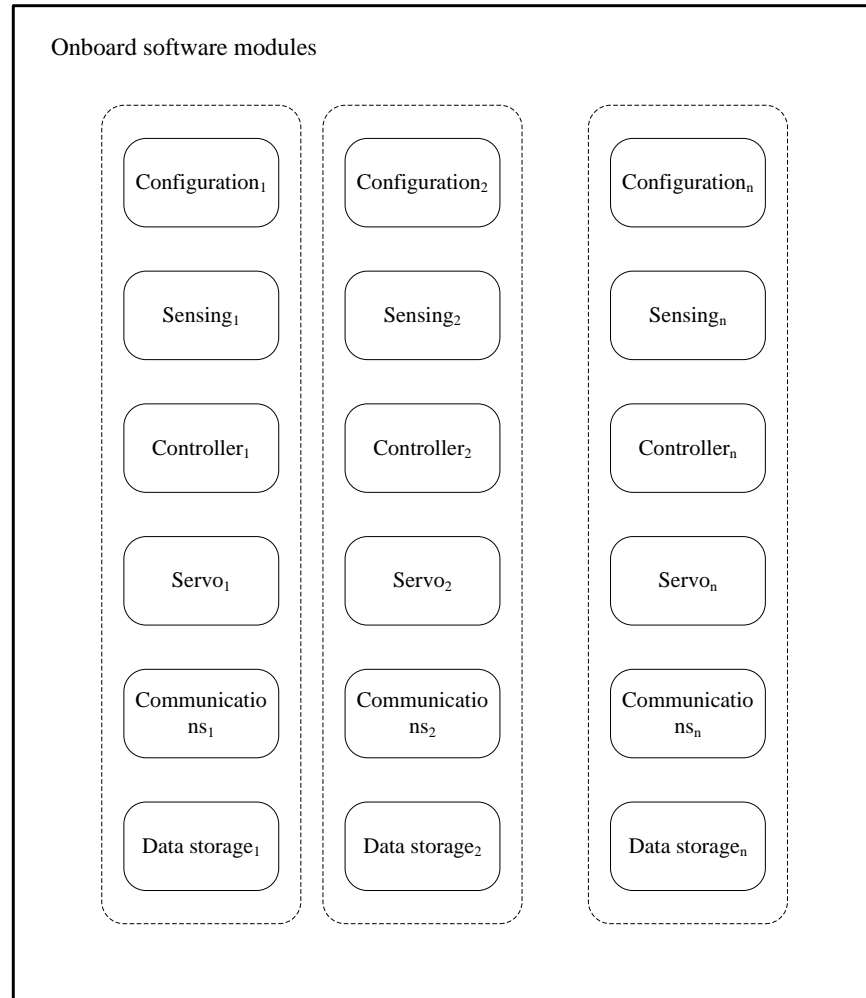 Onboard software modules
Configuration₁
Configuration₂
Configurationₙ
Sensing₁
Sensing₂
Sensingₙ
Controller₁
Controller₂
Controllerₙ
Servo₁
Servo₂
Servoₙ
Communicatio
ns₁
Communicatio
ns₂
Communicatio
nsₙ
Data storage₁
Data storage₂
Data storageₙ